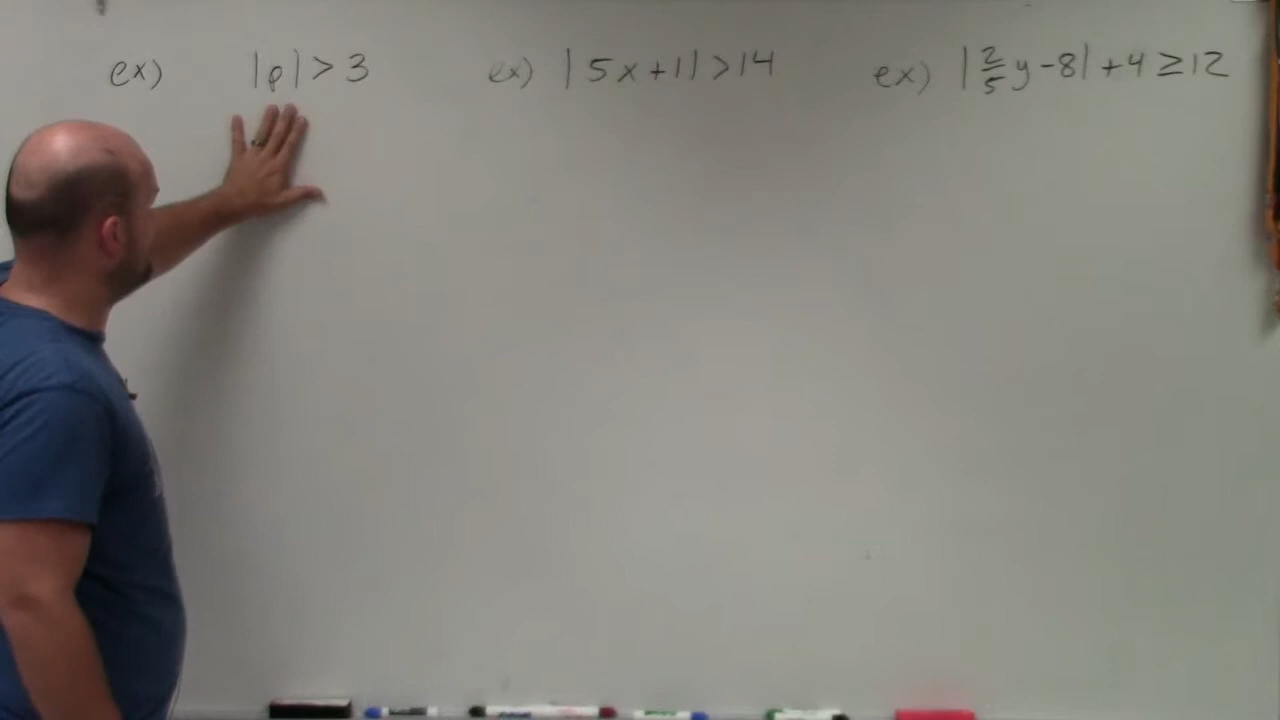 ex) |p| > 3
ex) |5x+1| > 14
ex) |2/5 y - 8| + 4 ≥ 12